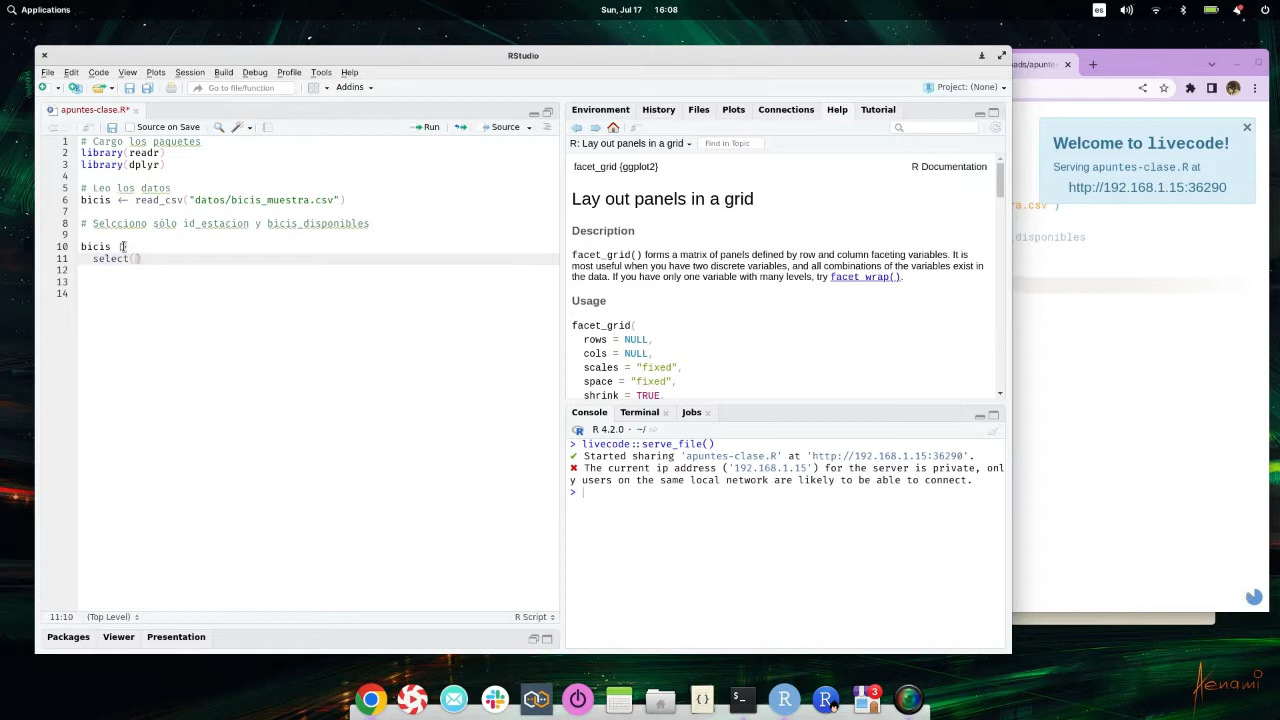 Applications
Sun, Jul 17 16:08
es
RStudio
File Edit Code View Plots Session Build Debug Profile Tools Help
Go to file/function
Addins
Project: (None)
apuntes-clase.R*
Source on Save
Run
Source
1 # Cargo los paquetes
2 library(readr)
3 library(dplyr)
4
5 # Leo los datos
6 bicis <- read_csv("datos/bicis_muestra.csv")
7
8 # Selcciono sólo id_estacion y bicis_disponibles
9
10 bicis
11 select()
12
13
14
11:10 (Top Level) R Script
Packages Viewer Presentation
Environment History Files Plots Connections Help Tutorial
R: Lay out panels in a grid Find in Topic
facet_grid {ggplot2} R Documentation
Lay out panels in a grid
Description
facet_grid() forms a matrix of panels defined by row and column faceting variables. It is
most useful when you have two discrete variables, and all combinations of the variables exist in
the data. If you have only one variable with many levels, try facet_wrap().
Usage
facet_grid(
rows = NULL,
cols = NULL,
scales = "fixed",
space = "fixed",
shrink = TRUE,
Console Terminal Jobs
R 4.2.0 · ~/
> livecode::serve_file()
✔ Started sharing 'apuntes-clase.R' at 'http://192.168.1.15:36290'.
✖ The current ip address ('192.168.1.15') for the server is private, onl
y users on the same local network are likely to be able to connect.
>
oads/apunte
Welcome to livecode!
Serving apuntes-clase.R at
http://192.168.1.15:36290
ra.csv")
_disponibles
3
Aenami